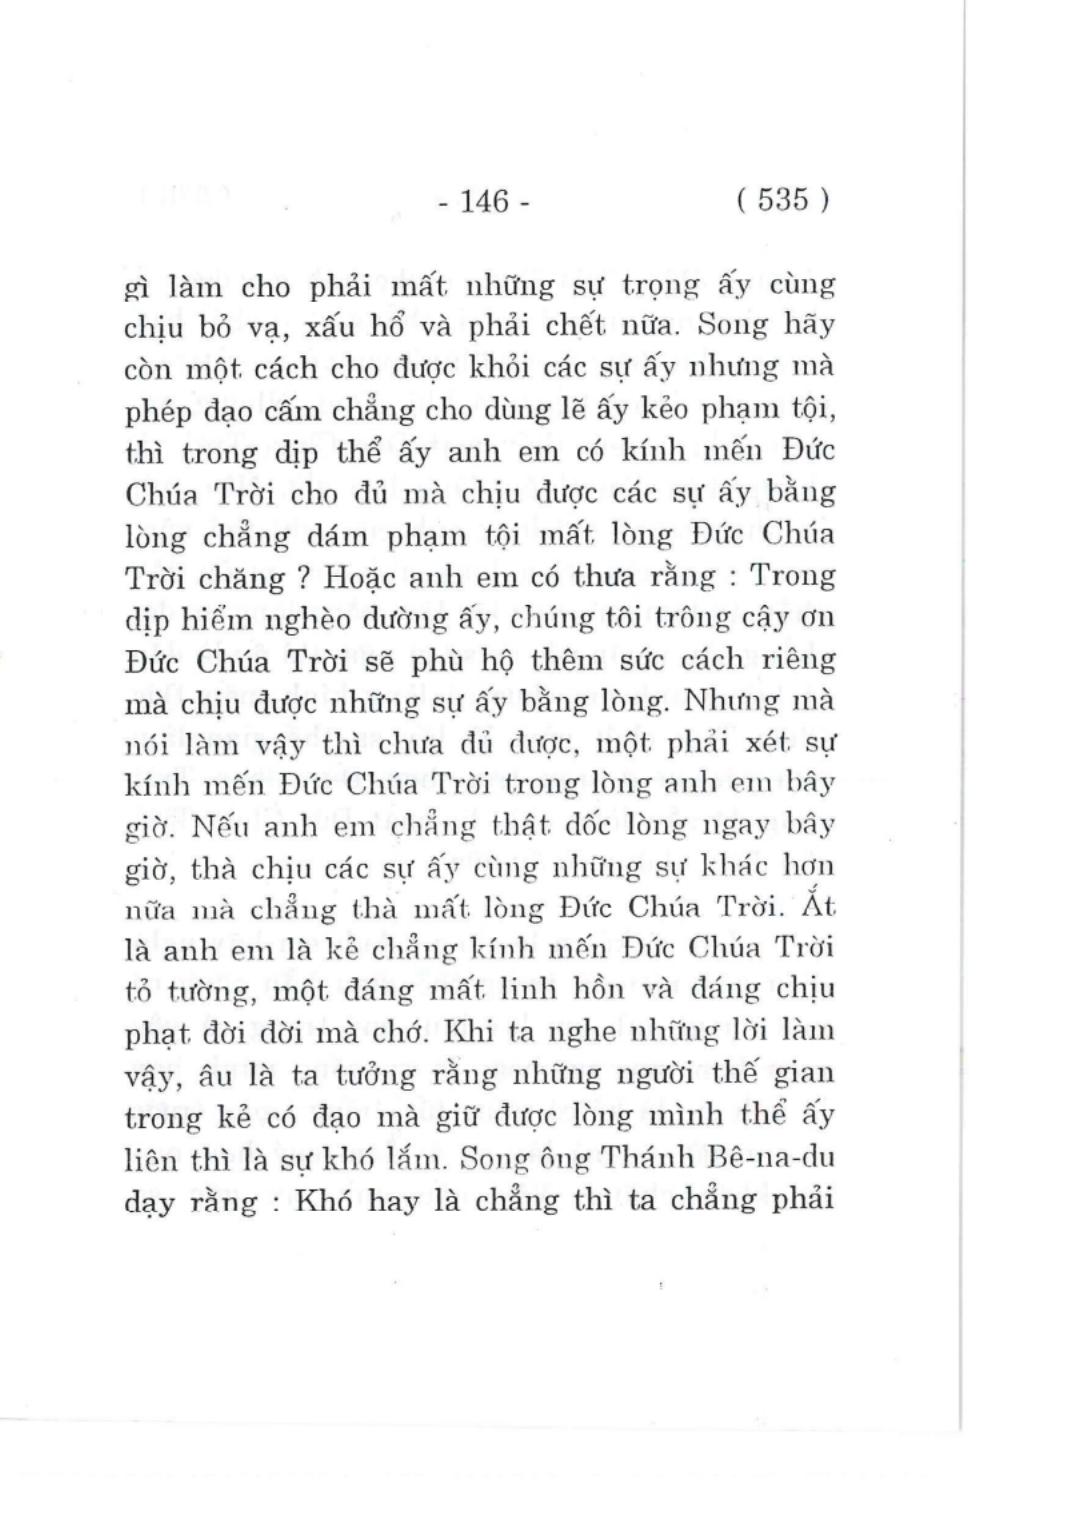 - 146 - ( 535 )
gì làm cho phải mất những sự trọng ấy cùng
chịu bỏ vạ, xấu hổ và phải chết nữa. Song hãy
còn một cách cho được khỏi các sự ấy nhưng mà
phép đạo cấm chẳng cho dùng lẽ ấy kẻo phạm tội,
thì trong dịp thể ấy anh em có kính mến Đức
Chúa Trời cho đủ mà chịu được các sự ấy bằng
lòng chẳng dám phạm tội mất lòng Đức Chúa
Trời chăng ? Hoặc anh em có thưa rằng : Trong
dịp hiểm nghèo dường ấy, chúng tôi trông cậy ơn
Đức Chúa Trời sẽ phù hộ thêm sức cách riêng
mà chịu được những sự ấy bằng lòng. Nhưng mà
nói làm vậy thì chưa đủ được, một phải xét sự
kính mến Đức Chúa Trời trong lòng anh em bây
giờ. Nếu anh em chẳng thật dốc lòng ngay bây
giờ, thà chịu các sự ấy cùng những sự khác hơn
nữa mà chẳng thà mất lòng Đức Chúa Trời. Ắt
là anh em là kẻ chẳng kính mến Đức Chúa Trời
tỏ tường, một đáng mất linh hồn và đáng chịu
phạt đời đời mà chớ. Khi ta nghe những lời làm
vậy, âu là ta tưởng rằng những người thế gian
trong kẻ có đạo mà giữ được lòng mình thể ấy
liên thì là sự khó lắm. Song ông Thánh Bê-na-du
dạy rằng : Khó hay là chẳng thì ta chẳng phải